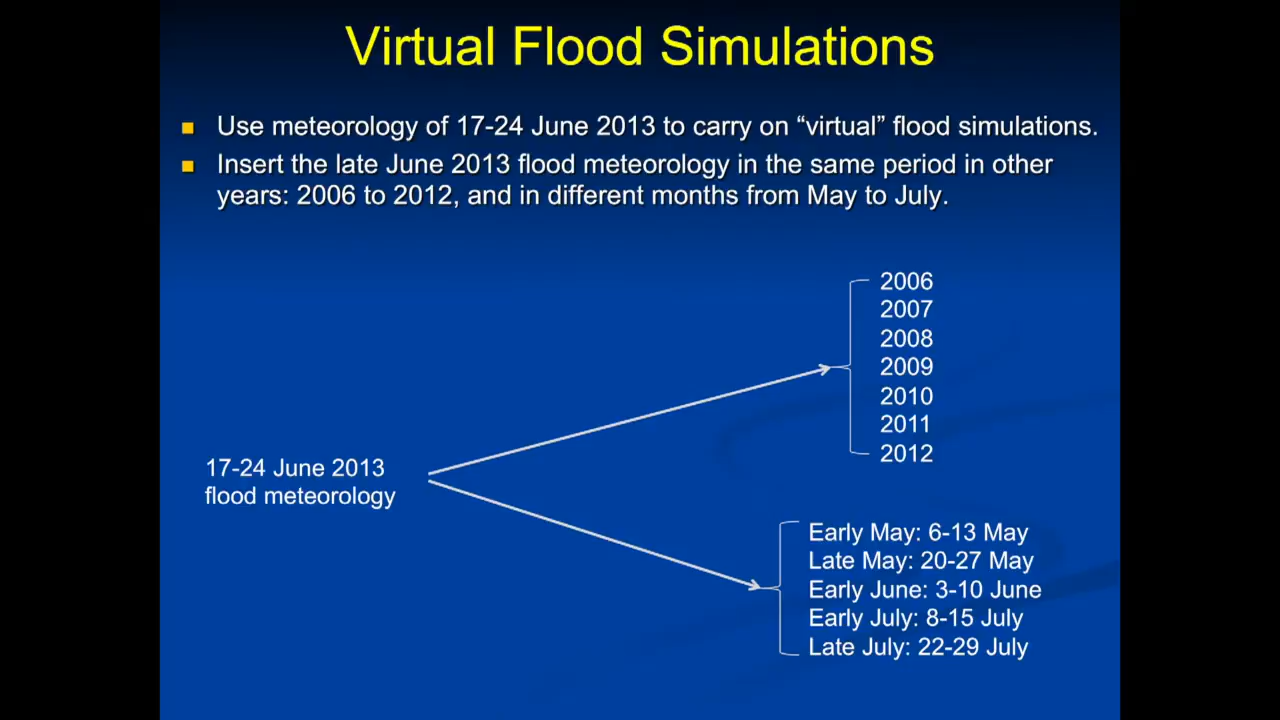 Virtual Flood Simulations
Use meteorology of 17-24 June 2013 to carry on “virtual” flood simulations.
Insert the late June 2013 flood meteorology in the same period in other
years: 2006 to 2012, and in different months from May to July.
2006
2007
2008
2009
2010
2011
2012
17-24 June 2013
flood meteorology
Early May: 6-13 May
Late May: 20-27 May
Early June: 3-10 June
Early July: 8-15 July
Late July: 22-29 July